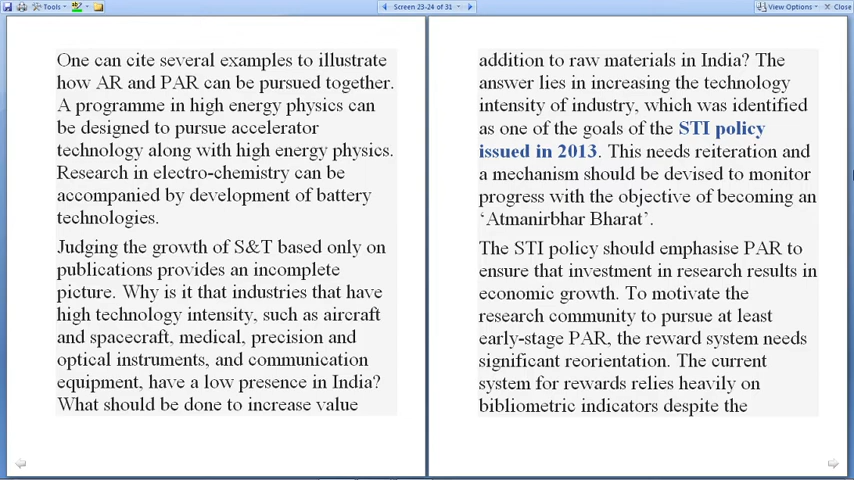 Tools
Screen 23-24 of 31
View Options
Close
One can cite several examples to illustrate
how AR and PAR can be pursued together.
A programme in high energy physics can
be designed to pursue accelerator
technology along with high energy physics.
Research in electro-chemistry can be
accompanied by development of battery
technologies.
Judging the growth of S&T based only on
publications provides an incomplete
picture. Why is it that industries that have
high technology intensity, such as aircraft
and spacecraft, medical, precision and
optical instruments, and communication
equipment, have a low presence in India?
What should be done to increase value
addition to raw materials in India? The
answer lies in increasing the technology
intensity of industry, which was identified
as one of the goals of the STI policy
issued in 2013. This needs reiteration and
a mechanism should be devised to monitor
progress with the objective of becoming an
‘Atmanirbhar Bharat’.
The STI policy should emphasise PAR to
ensure that investment in research results in
economic growth. To motivate the
research community to pursue at least
early-stage PAR, the reward system needs
significant reorientation. The current
system for rewards relies heavily on
bibliometric indicators despite the